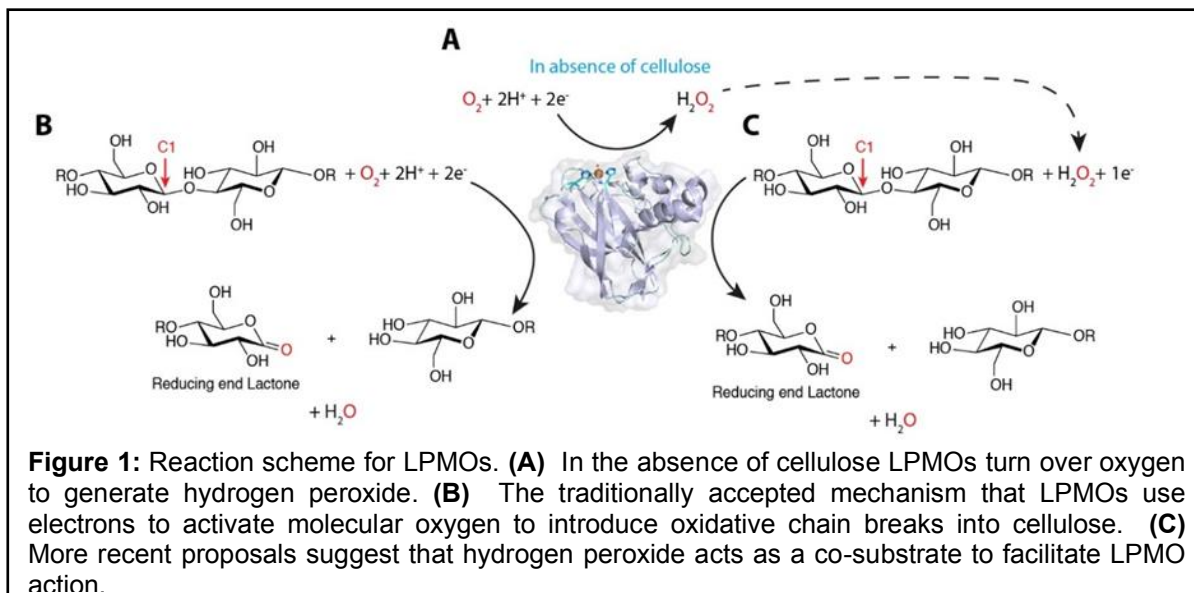 A
In absence of cellulose
O2+ 2H+ + 2e- H2O2
B
OH
C1
OH
HO
RO
HO
OH
O
O
OR + O2+ 2H+ + 2e-
HO
O
OH
C
OH
C1
OH
HO
RO
HO
OH
O
O
OR + H2O2+ 1e-
HO
O
OH
OH
RO
HO
O
OH
O
Reducing end Lactone
+
OH
HO
HO
O
OR
OH
+ H2O
OH
RO
HO
O
OH
O
Reducing end Lactone
+
OH
HO
HO
O
OR
OH
+ H2O
Figure 1: Reaction scheme for LPMOs. (A) In the absence of cellulose LPMOs turn over oxygen
to generate hydrogen peroxide. (B) The traditionally accepted mechanism that LPMOs use
electrons to activate molecular oxygen to introduce oxidative chain breaks into cellulose. (C)
More recent proposals suggest that hydrogen peroxide acts as a co-substrate to facilitate LPMO
action.